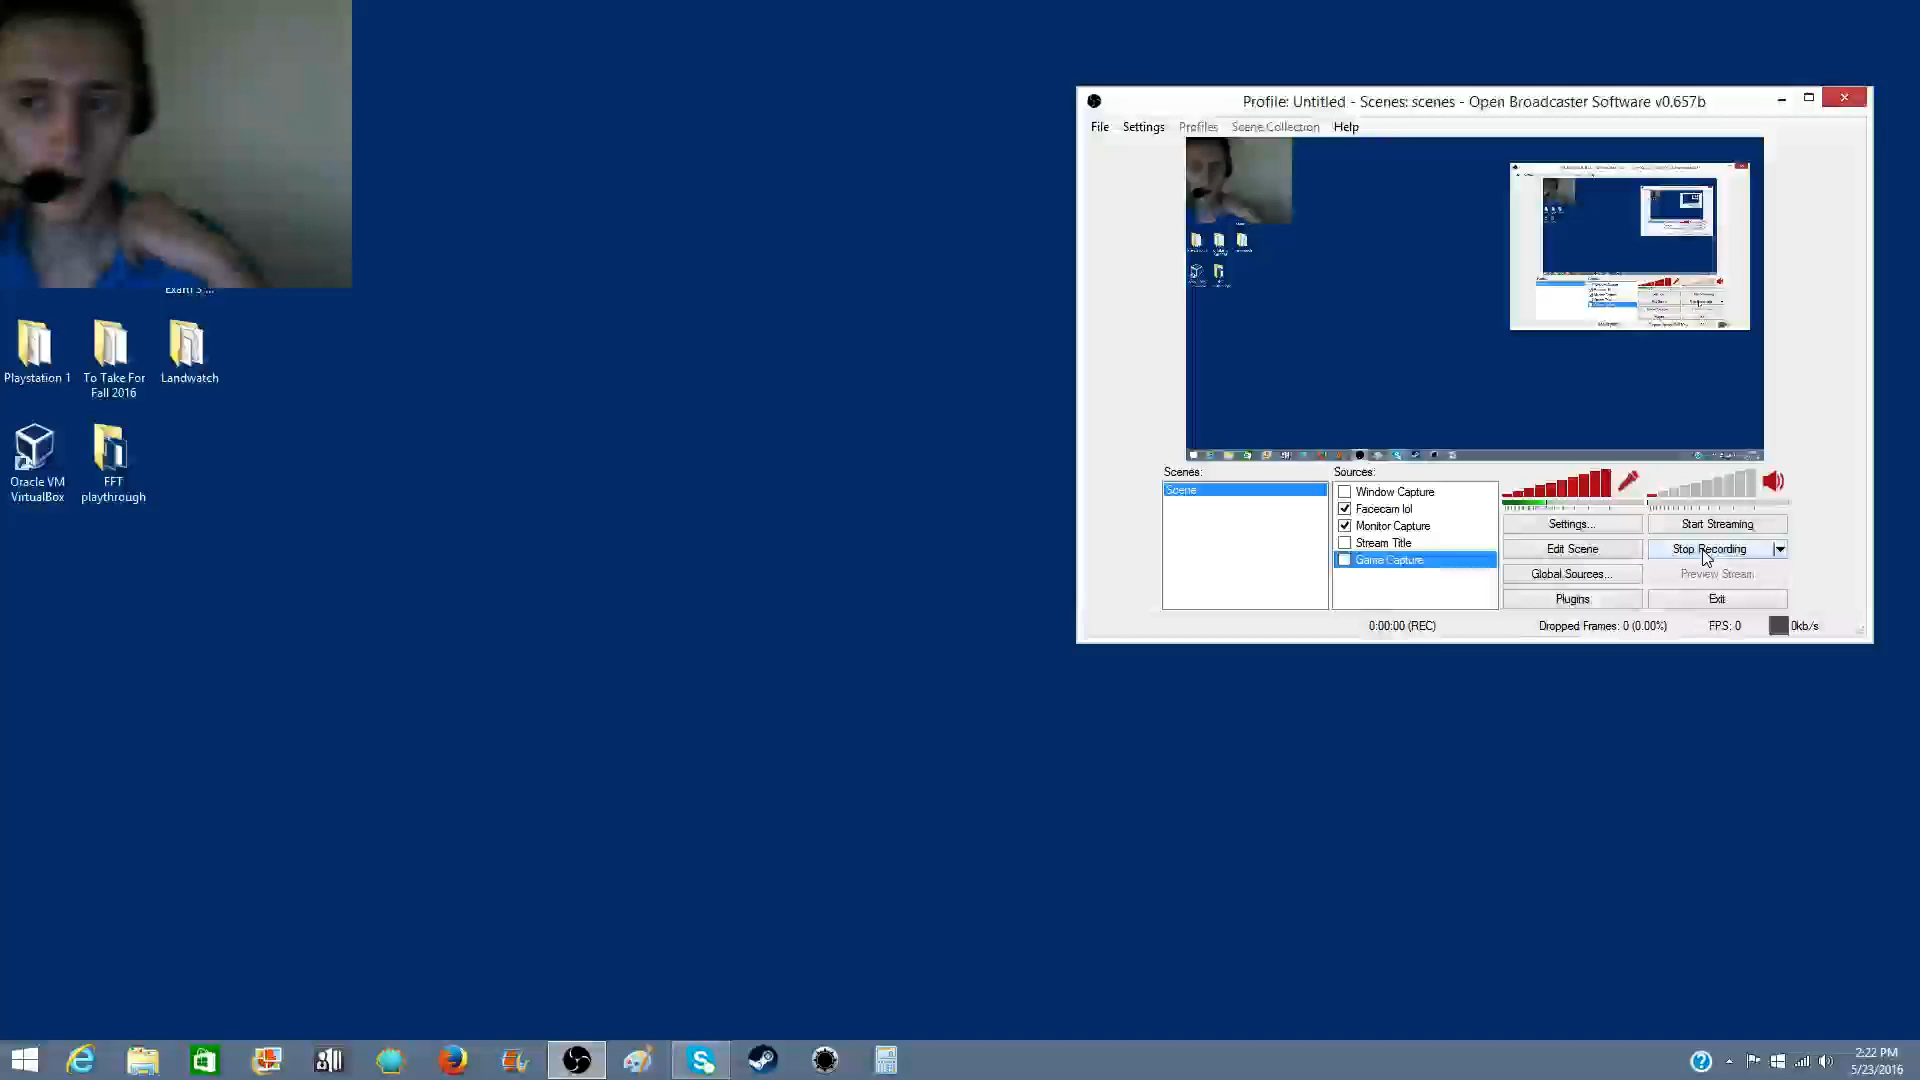 Profile: Untitled - Scenes: scenes - Open Broadcaster Software v0.657b
File Settings Profiles Scene Collection Help
Exam 3 ...
Playstation 1
To Take For
Fall 2016
Landwatch
Oracle VM
VirtualBox
FFT
playthrough
Scenes:
Sources:
Scene
Window Capture
Facecam lol
Monitor Capture
Stream Title
Game Capture
Settings...
Start Streaming
Edit Scene
Stop Recording
Global Sources...
Preview Stream
Plugins
Exit
0:00:00 (REC)
Dropped Frames: 0 (0.00%)
FPS: 0
0kb/s
2:22 PM
5/23/2016